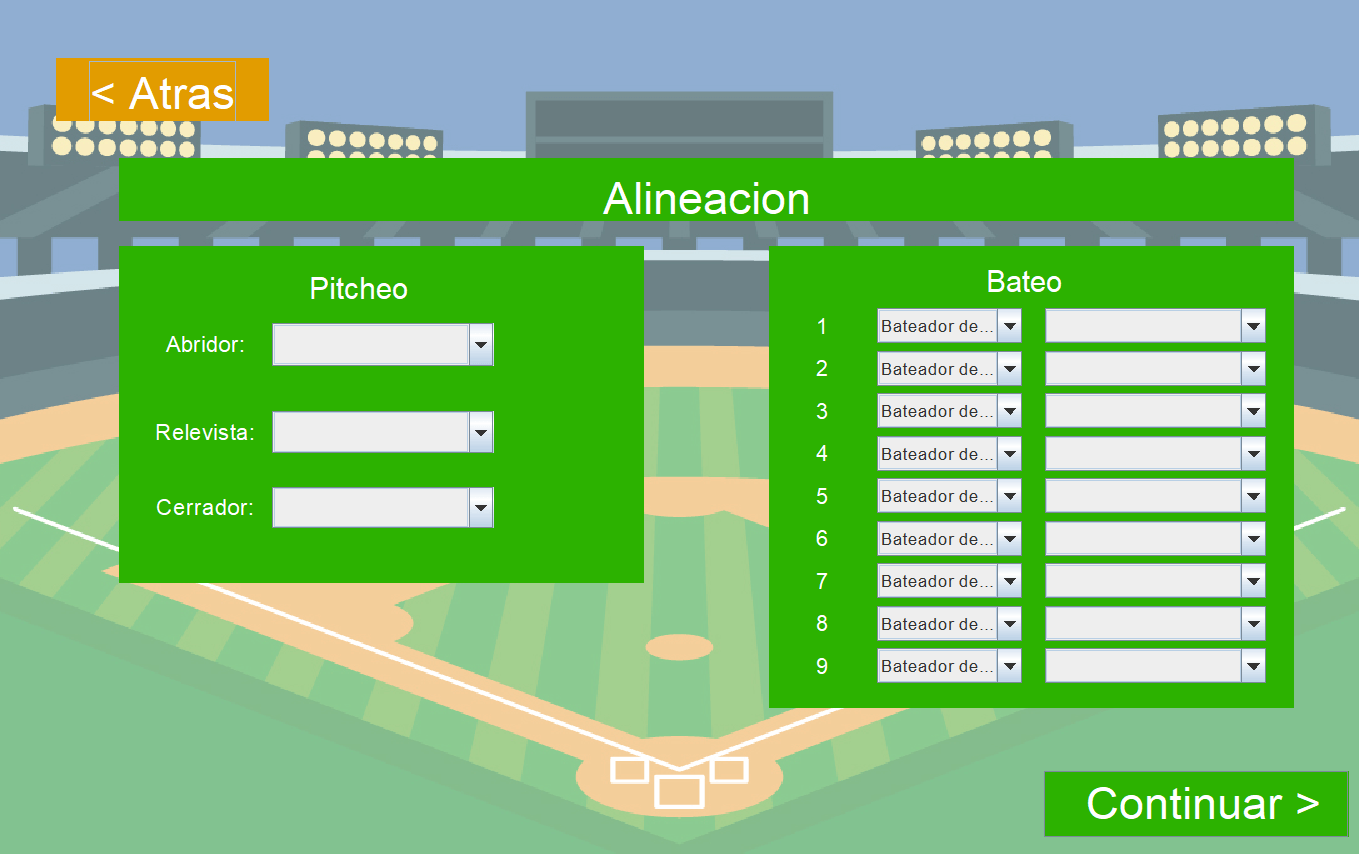 < Atras
Alineacion
Pitcheo
Abridor:
Relevista:
Cerrador:
Bateo
1 Bateador de...
2 Bateador de...
3 Bateador de...
4 Bateador de...
5 Bateador de...
6 Bateador de...
7 Bateador de...
8 Bateador de...
9 Bateador de...
Continuar >